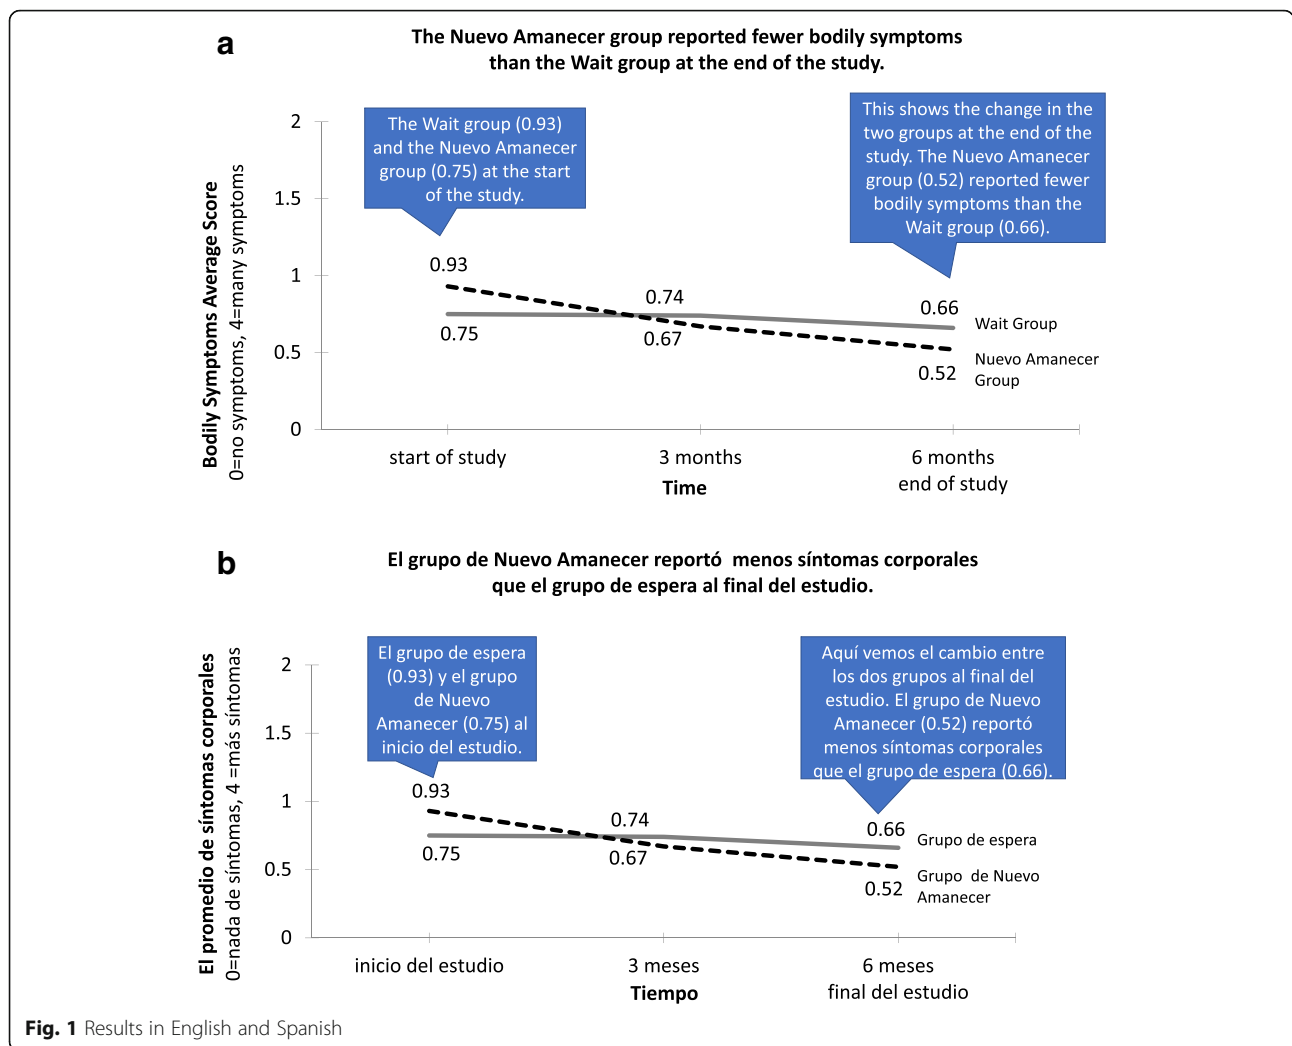 a
The Nuevo Amanecer group reported fewer bodily symptoms
than the Wait group at the end of the study.
Bodily Symptoms Average Score
0=no symptoms, 4=many symptoms
2
1.5
1
0.5
0
The Wait group (0.93)
and the Nuevo Amanecer
group (0.75) at the start
of the study.
This shows the change in the
two groups at the end of the
study. The Nuevo Amanecer
group (0.52) reported fewer
bodily symptoms than the
Wait group (0.66).
0.93
0.75
0.74
0.67
0.66
0.52
Wait Group
Nuevo Amanecer
Group
start of study
3 months
6 months
end of study
Time
b
El grupo de Nuevo Amanecer reportó  menos síntomas corporales
que el grupo de espera al final del estudio.
El promedio de síntomas corporales
0=nada de síntomas, 4 =más síntomas
2
1.5
1
0.5
0
El grupo de espera
(0.93) y el grupo
de Nuevo
Amanecer (0.75) al
inicio del estudio.
Aquí vemos el cambio entre
los dos grupos al final del
estudio. El grupo de Nuevo
Amanecer (0.52) reportó
menos síntomas corporales
que el grupo de espera (0.66).
0.93
0.75
0.74
0.67
0.66
0.52
Grupo de espera
Grupo  de Nuevo
Amanecer
inicio del estudio
3 meses
6 meses
final del estudio
Tiempo
Fig. 1 Results in English and Spanish